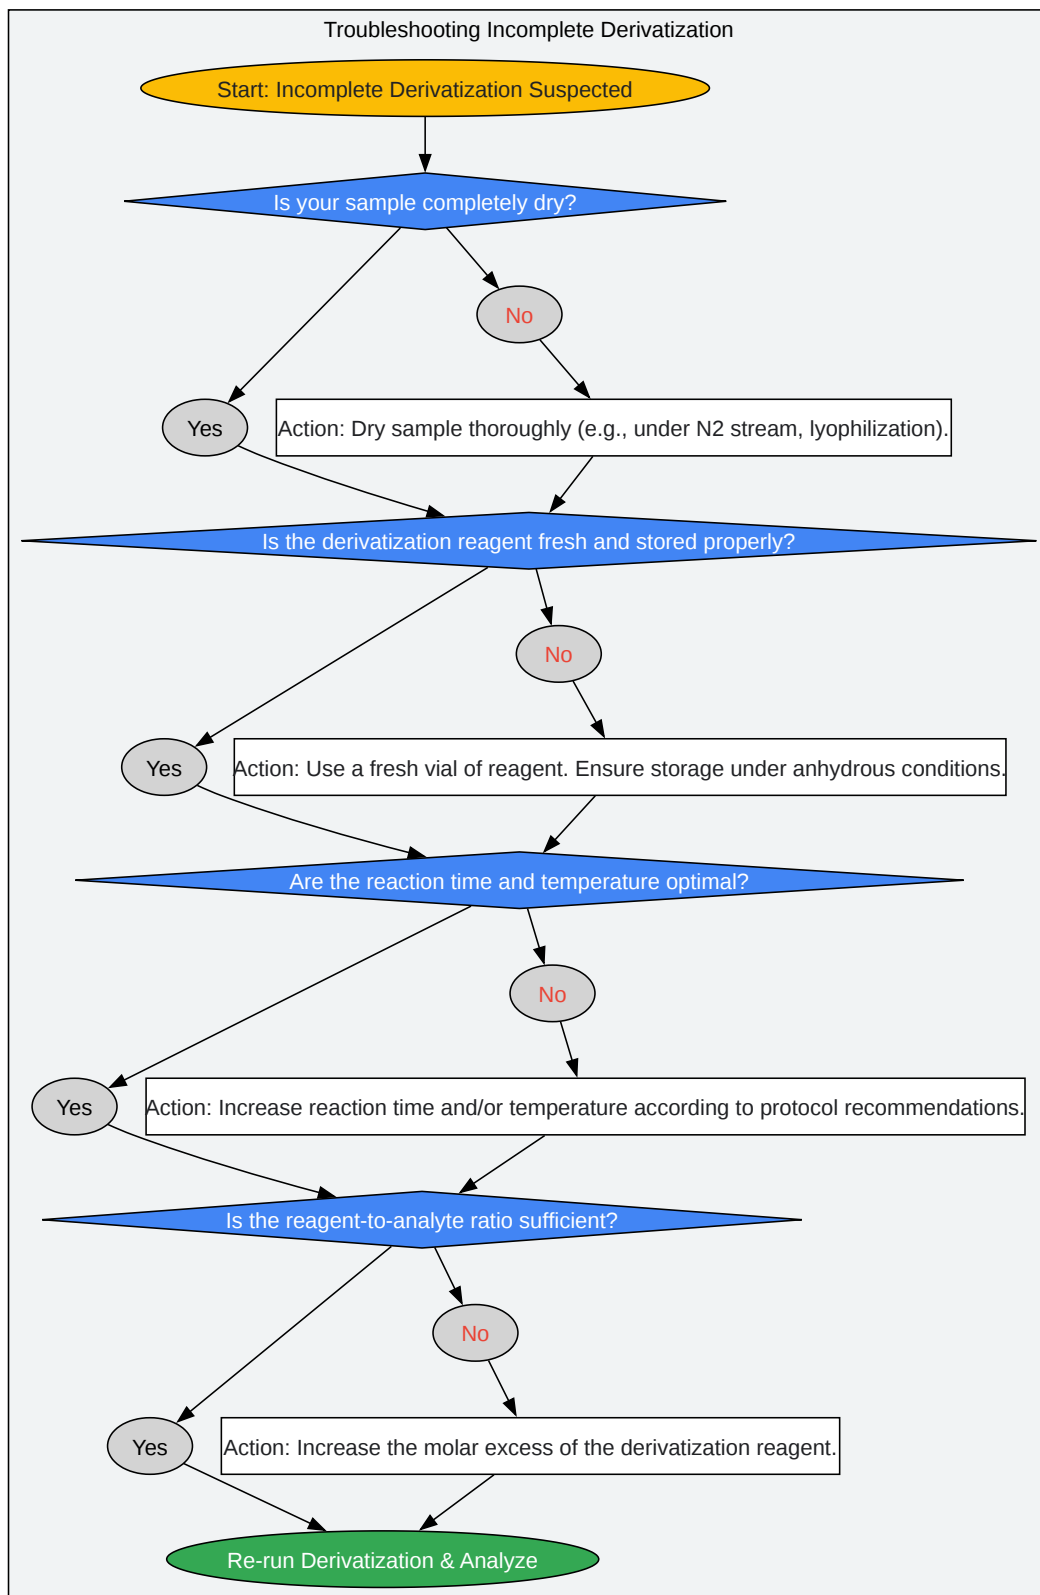 Troubleshooting Incomplete Derivatization
Start: Incomplete Derivatization Suspected
Is your sample completely dry?
No
Yes
Action: Dry sample thoroughly (e.g., under N2 stream, lyophilization).
Is the derivatization reagent fresh and stored properly?
No
Yes
Action: Use a fresh vial of reagent. Ensure storage under anhydrous conditions.
Are the reaction time and temperature optimal?
No
Yes
Action: Increase reaction time and/or temperature according to protocol recommendations.
Is the reagent-to-analyte ratio sufficient?
No
Yes
Action: Increase the molar excess of the derivatization reagent.
Re-run Derivatization & Analyze